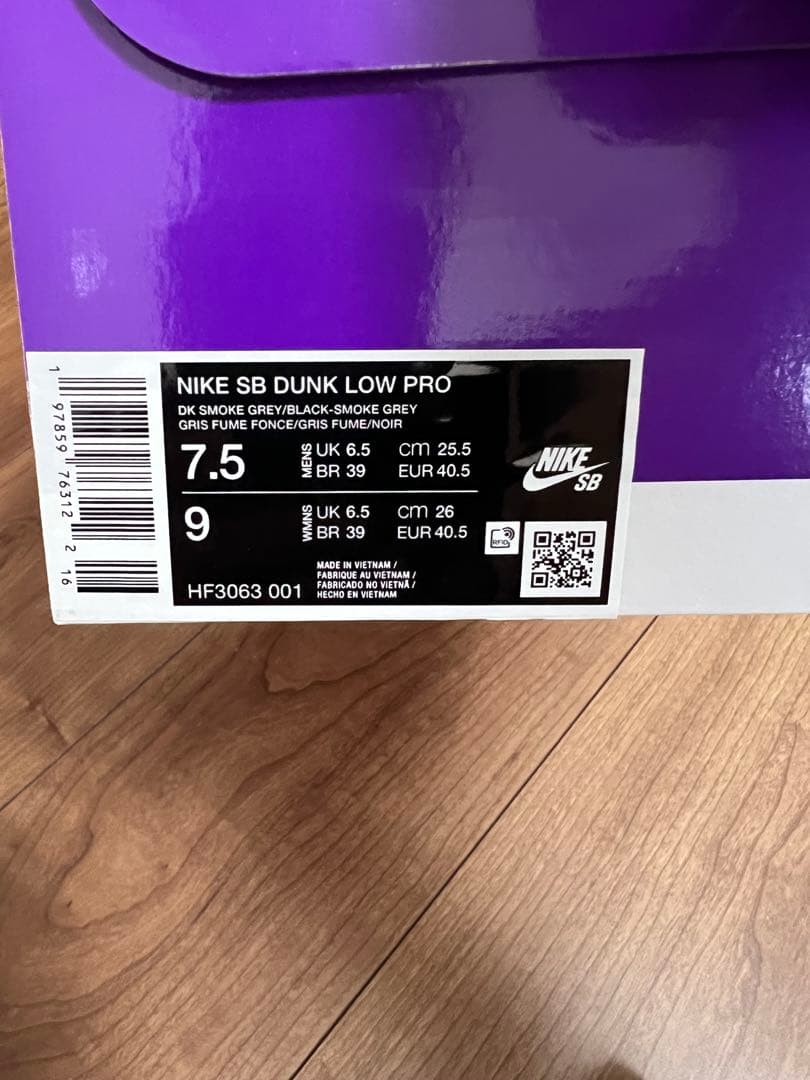 NIKE SB DUNK LOW PRO
DK SMOKE GREY/BLACK-SMOKE GREY
GRIS FUME FONCE/GRIS FUME/NOIR
7.5 MENS UK 6.5 cm 25.5
BR 39 EUR 40.5
9 WMNS UK 6.5 cm 26
BR 39 EUR 40.5
HF3063 001
MADE IN VIETNAM /
FABRIQUE AU VIETNAM /
FABRICADO NO VIETNÃ /
HECHO EN VIETNAM
NIKE
SB
RFID
1 97859 76312 2 16